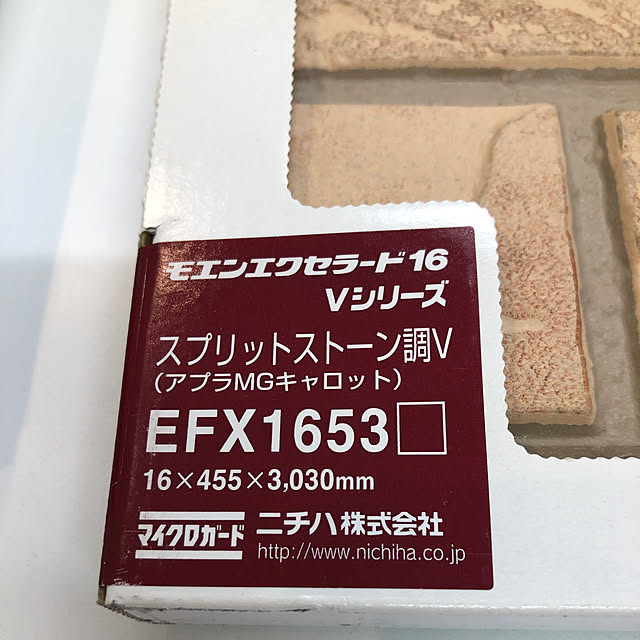 モエンエクセラード16
Vシリーズ
スプリットストーン調V
(アプラMGキャロット)
EFX1653□
16×455×3,030mm
マイクロガード ニチハ株式会社
http://www.nichiha.co.jp